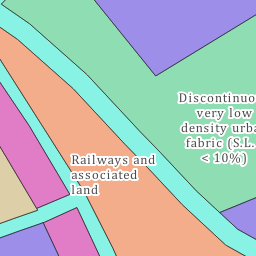 Discontinuo
very low
density urba
fabric (S.L.
< 10%)
Railways and
associated
land